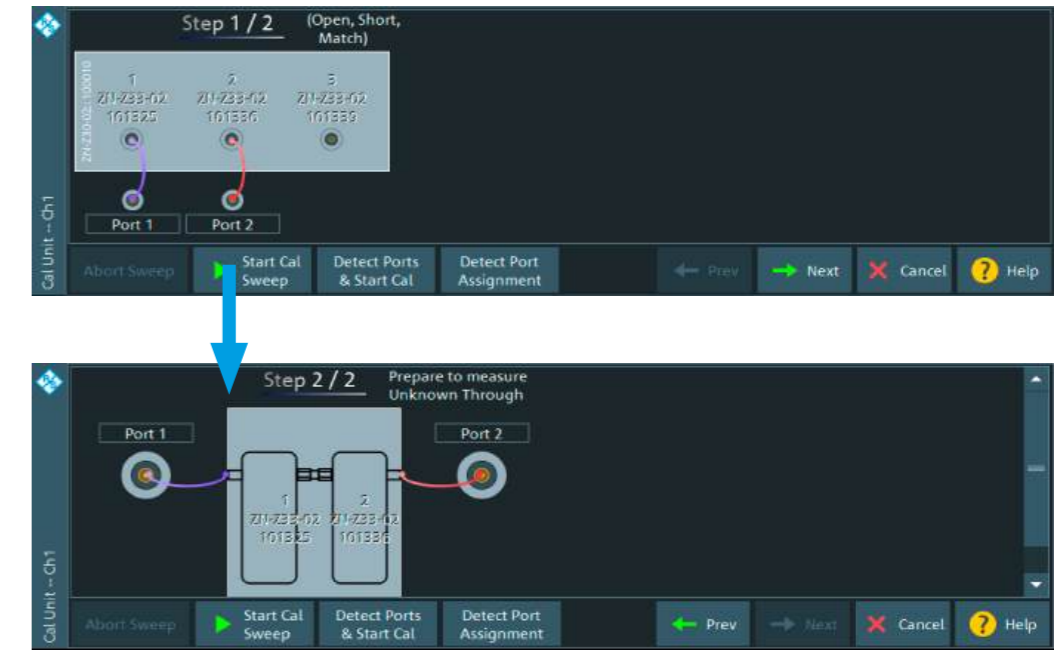 Step 1 / 2
(Open, Short,
Match)
ZN-Z30-02::100010
1
ZN-Z33-02
101325
2
ZN-Z33-02
101336
3
ZN-Z33-02
101339
Port 1
Port 2
Cal Unit -- Ch1
Abort Sweep
Start Cal
Sweep
Detect Ports
& Start Cal
Detect Port
Assignment
Prev
Next
Cancel
? Help
Step 2 / 2
Prepare to measure
Unknown Through
Port 1
Port 2
1
ZN-Z33-02
101325
2
ZN-Z33-02
101336
Cal Unit -- Ch1
Abort Sweep
Start Cal
Sweep
Detect Ports
& Start Cal
Detect Port
Assignment
Prev
Next
Cancel
? Help